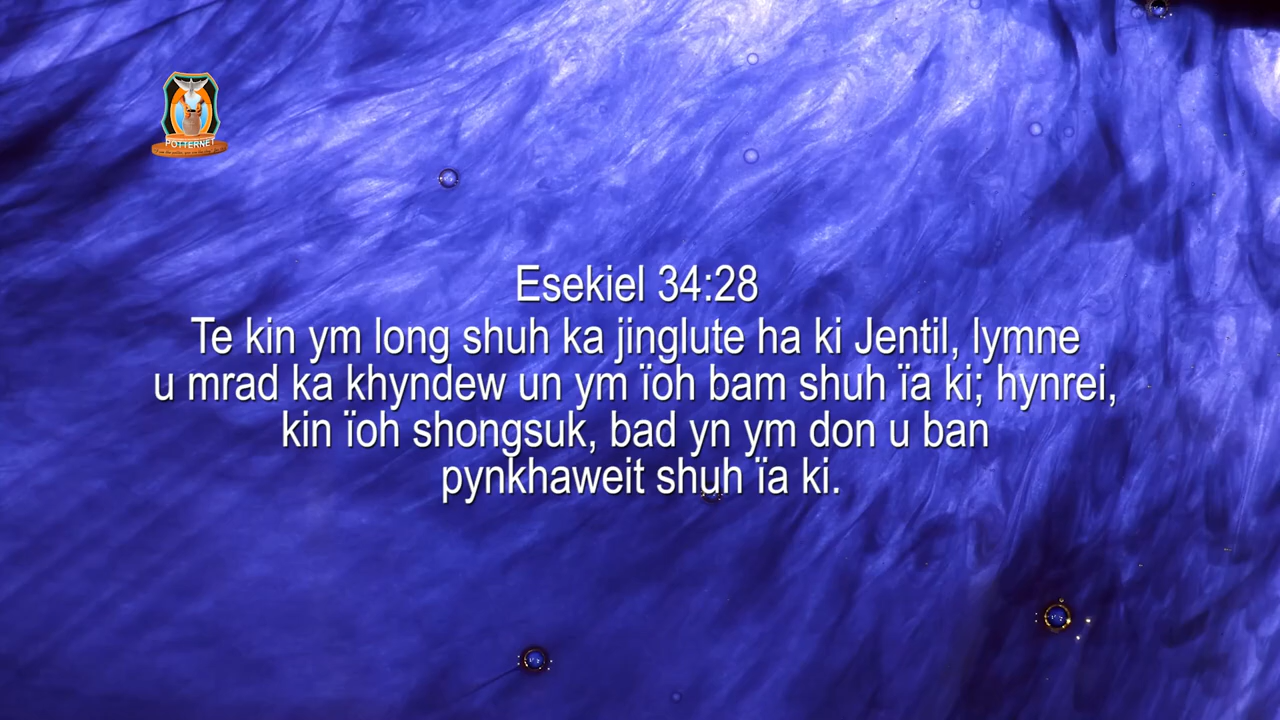 POTTERNET
Esekiel 34:28
Te kin ym long shuh ka jinglute ha ki Jentil, lymne
u mrad ka khyndew un ym ïoh bam shuh ïa ki; hynrei,
kin ïoh shongsuk, bad yn ym don u ban
pynkhaweit shuh ïa ki.